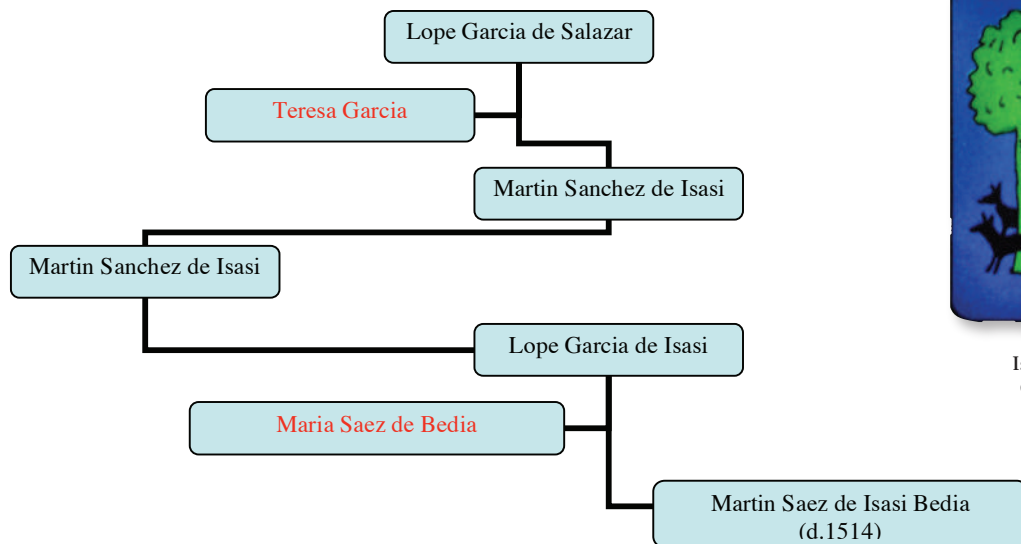 Lope Garcia de Salazar
Teresa Garcia
Martin Sanchez de Isasi
Martin Sanchez de Isasi
Lope Garcia de Isasi
Maria Saez de Bedia
Martin Saez de Isasi Bedia
(d.1514)